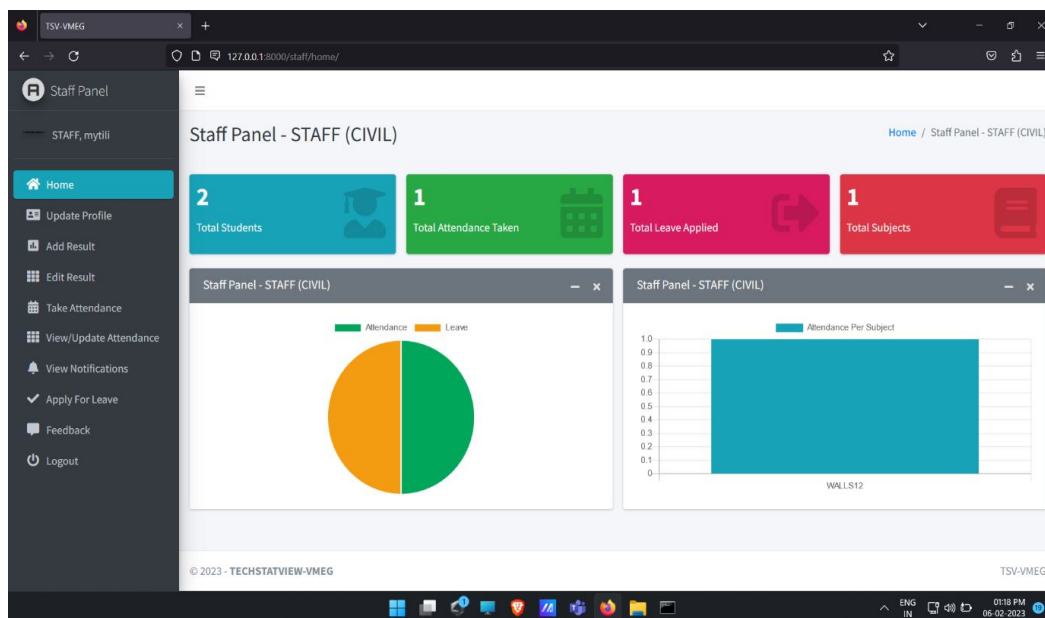 TSV-VMEG
127.0.0.1:8000/staff/home/
Staff Panel
STAFF, mytili
Home
Update Profile
Add Result
Edit Result
Take Attendance
View/Update Attendance
View Notifications
Apply For Leave
Feedback
Logout
Staff Panel - STAFF (CIVIL)
Home / Staff Panel - STAFF (CIVIL)
2
Total Students
1
Total Attendance Taken
1
Total Leave Applied
1
Total Subjects
Staff Panel - STAFF (CIVIL)
Attendance Leave
Staff Panel - STAFF (CIVIL)
Attendance Per Subject
1.0
0.9
0.8
0.7
0.6
0.5
0.4
0.3
0.2
0.1
0
WALLS12
© 2023 - TECHSTATVIEW-VMEG
TSV-VMEG
ENG
IN
01:18 PM
06-02-2023
19